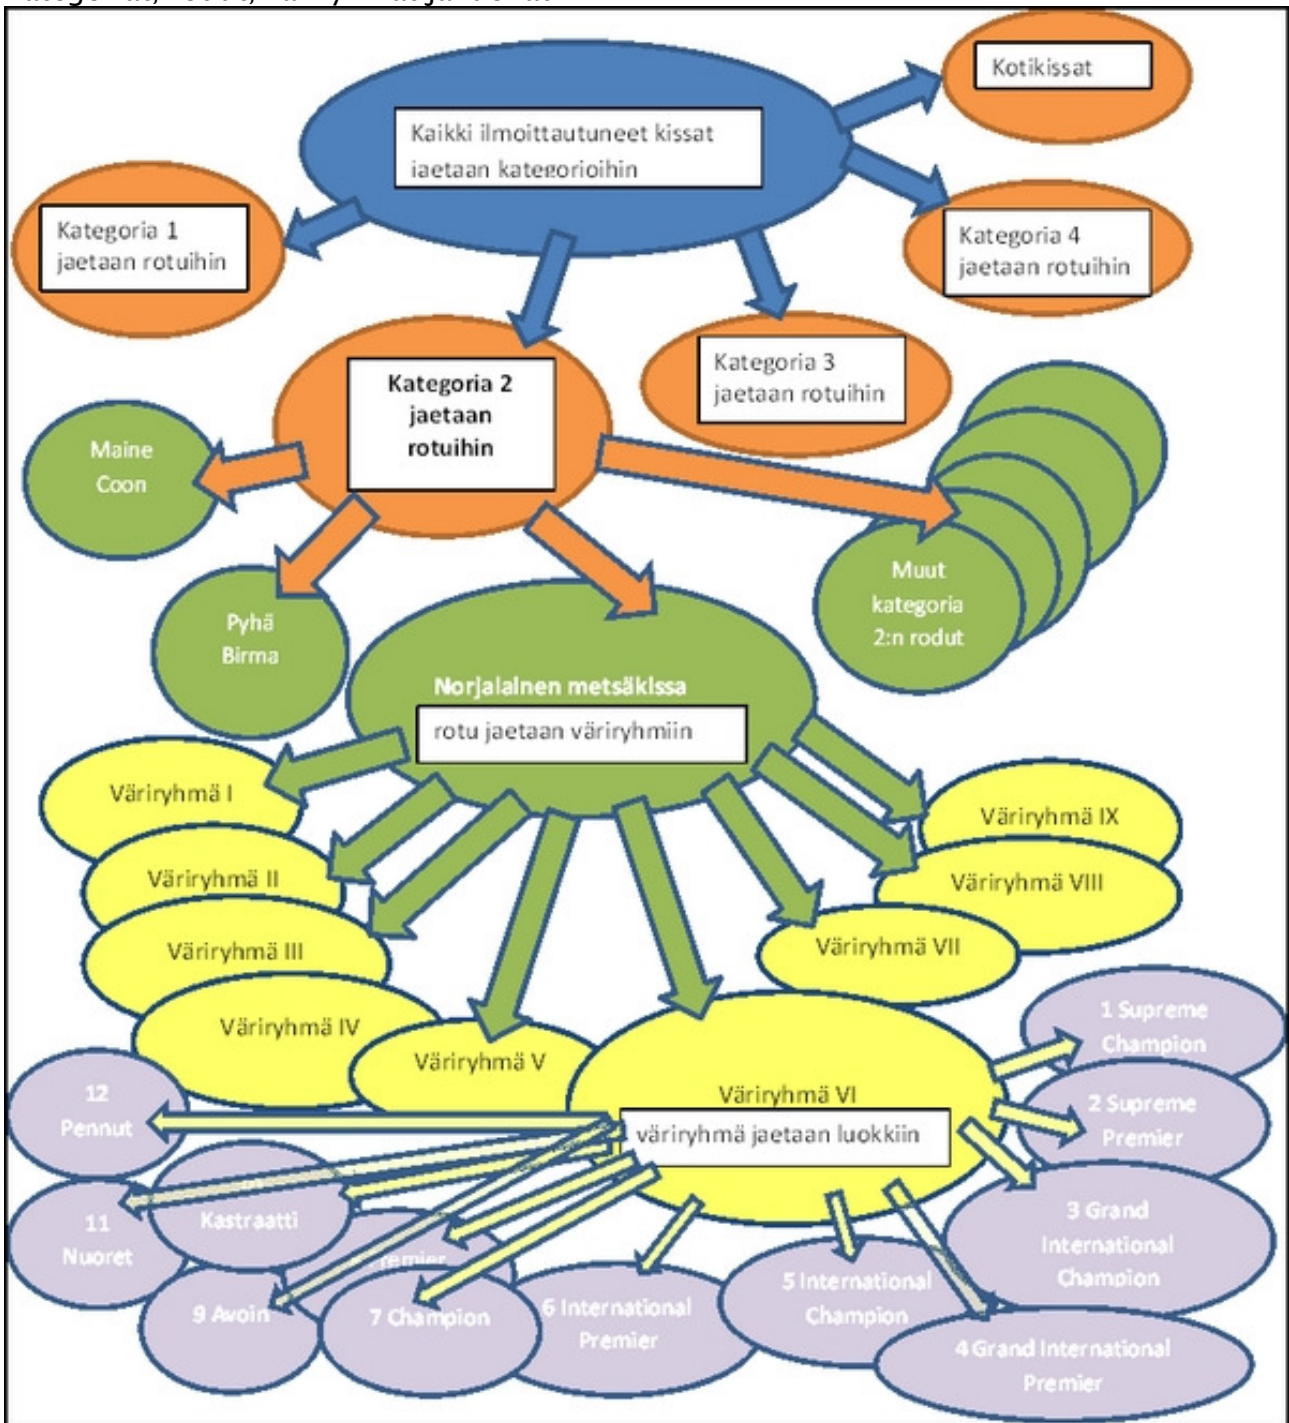 Kotikissat
Kaikki ilmoittautuneet kissat
jaetaan kategorioihin
Kategoria 1
jaetaan rotuihin
Kategoria 4
jaetaan rotuihin
Kategoria 3
jaetaan rotuihin
Kategoria 2
jaetaan
rotuihin
Maine
Coon
Muut
kategoria
2:n rodut
Pyhä
Birma
Norjalainen metsäkissa
rotu jaetaan väriryhmiin
Väriryhmä I
Väriryhmä II
Väriryhmä III
Väriryhmä IV
Väriryhmä V
Väriryhmä IX
Väriryhmä VIII
Väriryhmä VII
Väriryhmä VI
väriryhmä jaetaan luokkiin
1 Supreme
Champion
2 Supreme
Premier
3 Grand
International
Champion
4 Grand International
Premier
5 International
Champion
6 International
Premier
7 Champion
Premier
9 Avoin
Kastraatti
11
Nuoret
12
Pennut